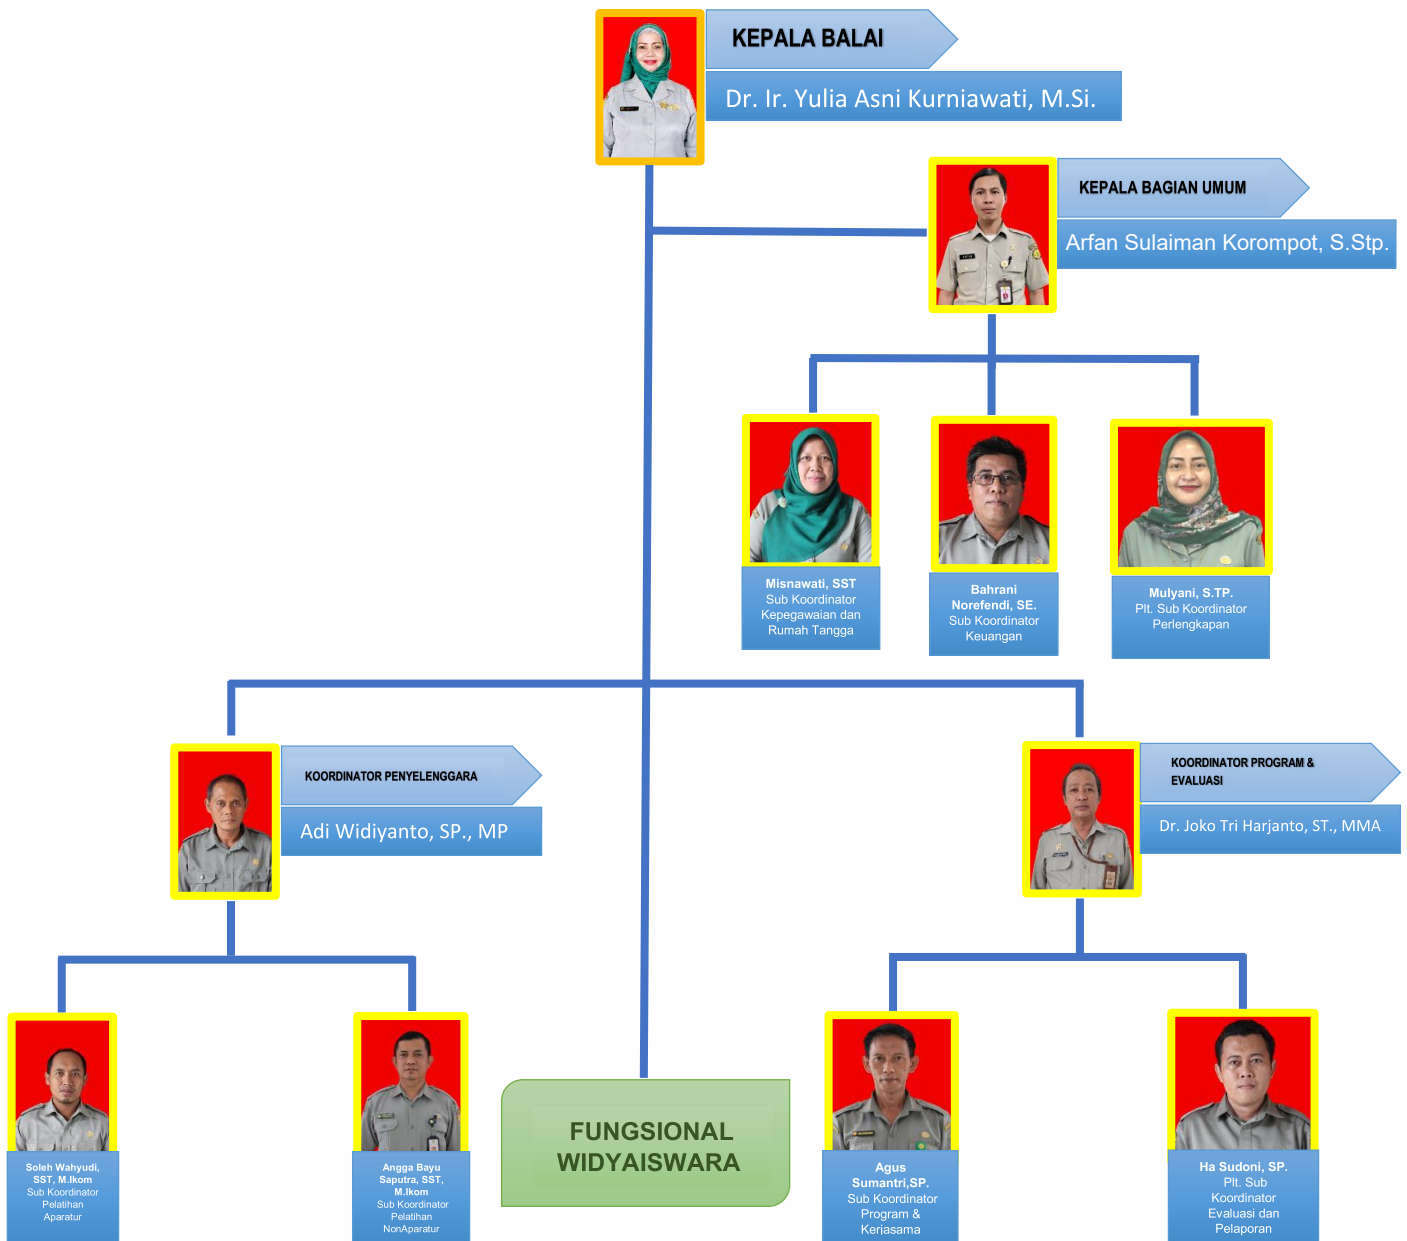 KEPALA BALAI
Dr. Ir. Yulia Asni Kurniawati, M.Si.
KEPALA BAGIAN UMUM
Arfan Sulaiman Korompot, S.Stp.
Misnawati, SST
Sub Koordinator
Kepegawaian dan
Rumah Tangga
Bahrani
Norefendi, SE.
Sub Koordinator
Keuangan
Mulyani, S.TP.
Plt. Sub Koordinator
Perlengkapan
KOORDINATOR PENYELENGGARA
Adi Widiyanto, SP., MP
KOORDINATOR PROGRAM &
EVALUASI
Dr. Joko Tri Harjanto, ST., MMA
Soleh Wahyudi,
SST, M.Ikom
Sub Koordinator
Pelatihan
Aparatur
Angga Bayu
Saputra, SST,
M.Ikom
Sub Koordinator
Pelatihan
NonAparatur
FUNGSIONAL
WIDYAISWARA
Agus
Sumantri,SP.
Sub Koordinator
Program &
Kerjasama
Ha Sudoni, SP.
Plt. Sub
Koordinator
Evaluasi dan
Pelaporan